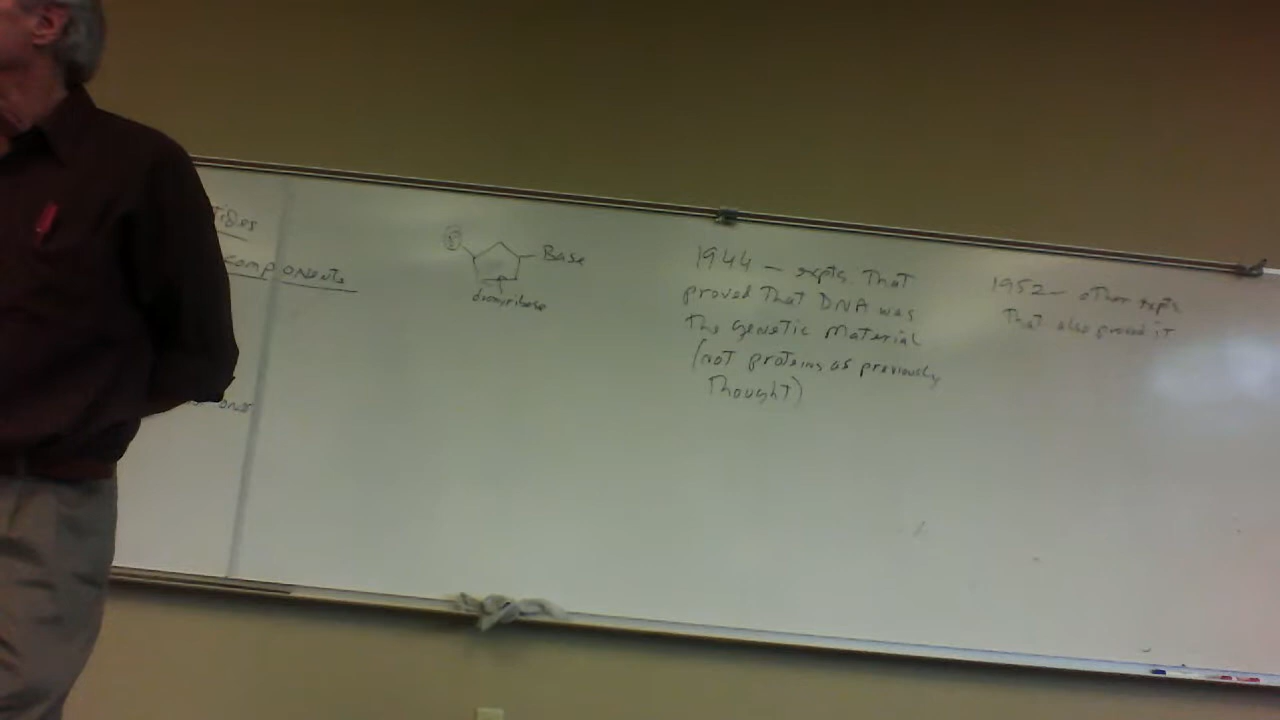 components
P
Base
deoxyribose
1944 – expts. That
proved That DNA was
The genetic Material
(not proteins as previously
Thought)
1952 – other expts
That also proved it